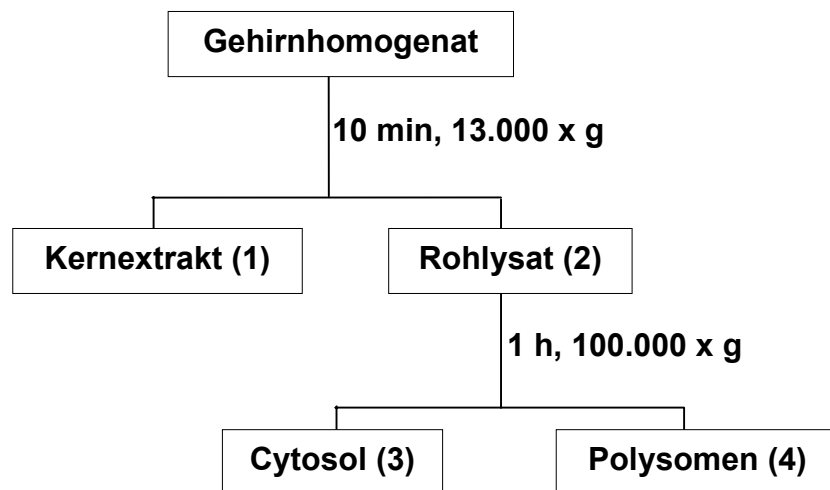 Gehirnhomogenat
10 min, 13.000 x g
Kernextrakt (1)
Rohlysat (2)
1 h, 100.000 x g
Cytosol (3)
Polysomen (4)